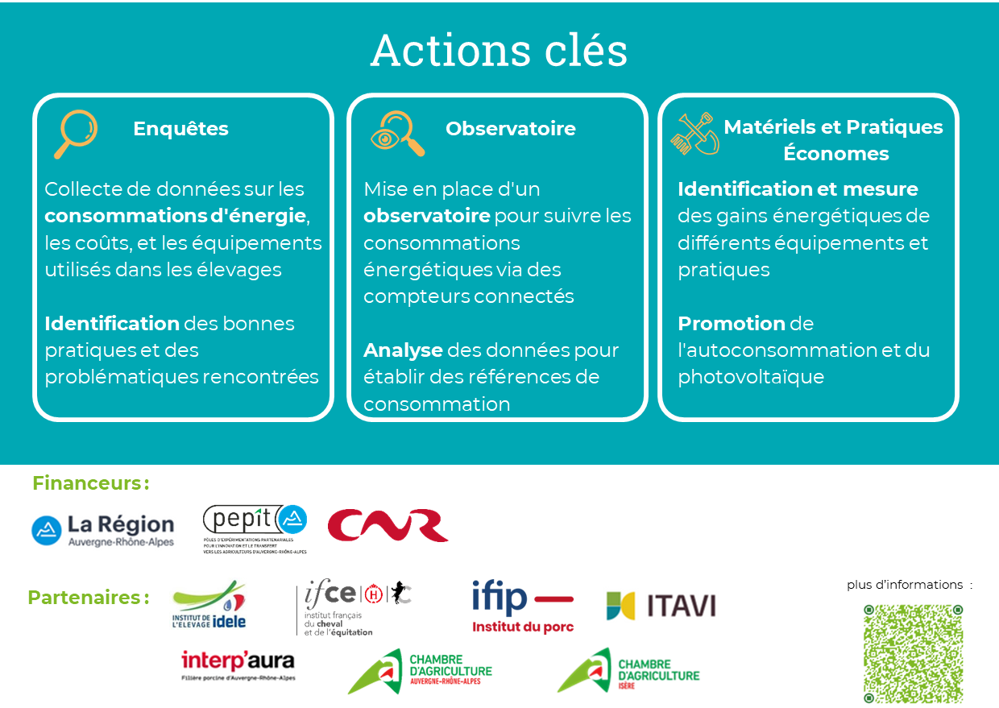 Actions clés
Enquêtes
Collecte de données sur les
consommations d'énergie,
les coûts, et les équipements
utilisés dans les élevages
Identification des bonnes
pratiques et des
problématiques rencontrées
Observatoire
Mise en place d'un
observatoire pour suivre les
consommations
énergétiques via des
compteurs connectés
Analyse des données pour
établir des références de
consommation
Matériels et Pratiques
Économes
Identification et mesure
des gains énergétiques de
différents équipements et
pratiques
Promotion de
l'autoconsommation et du
photovoltaïque
Financeurs :
La Région
Auvergne-Rhône-Alpes
pepit
PÔLES D'EXPÉRIMENTATIONS PARTENARIALES
POUR L'INNOVATION ET LE TRANSFERT
VERS LES AGRICULTEURS D'AUVERGNE-RHÔNE-ALPES
CNR
Partenaires :
INSTITUT DE
L'ELEVAGE idele
ifce
institut français
du cheval
et de l'équitation
ifip
Institut du porc
ITAVI
plus d'informations :
interp'aura
Filière porcine d'Auvergne-Rhône-Alpes
CHAMBRE
D'AGRICULTURE
AUVERGNE-RHÔNE-ALPES
CHAMBRE
D'AGRICULTURE
ISÈRE